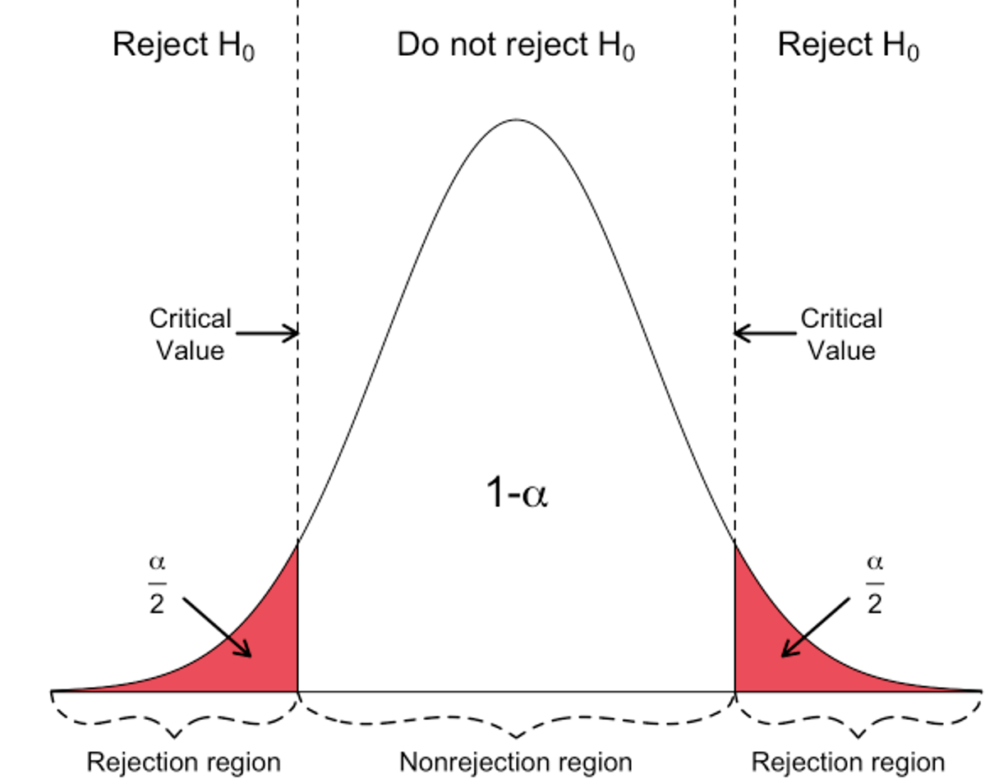 Reject H₀
Do not reject H₀
Reject H₀
Critical
Value
Critical
Value
1-α
α
2
α
2
Rejection region
Nonrejection region
Rejection region